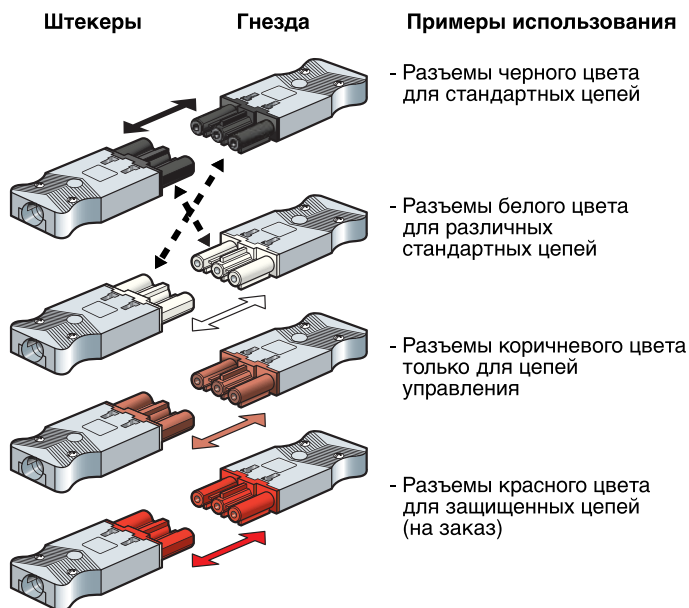 Штекеры Гнезда Примеры использования
- Разъемы черного цвета
для стандартных цепей
- Разъемы белого цвета
для различных
стандартных цепей
- Разъемы коричневого цвета
только для цепей
управления
- Разъемы красного цвета
для защищенных цепей
(на заказ)